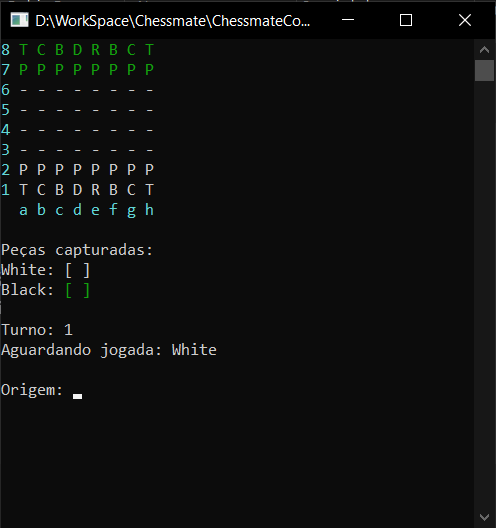 D:\WorkSpace\Chessmate\ChessmateCo...
8 T C B D R B C T
7 P P P P P P P P
6 - - - - - - - -
5 - - - - - - - -
4 - - - - - - - -
3 - - - - - - - -
2 P P P P P P P P
1 T C B D R B C T
a b c d e f g h
Peças capturadas:
White: [ ]
Black: [ ]
Turno: 1
Aguardando jogada: White
Origem: